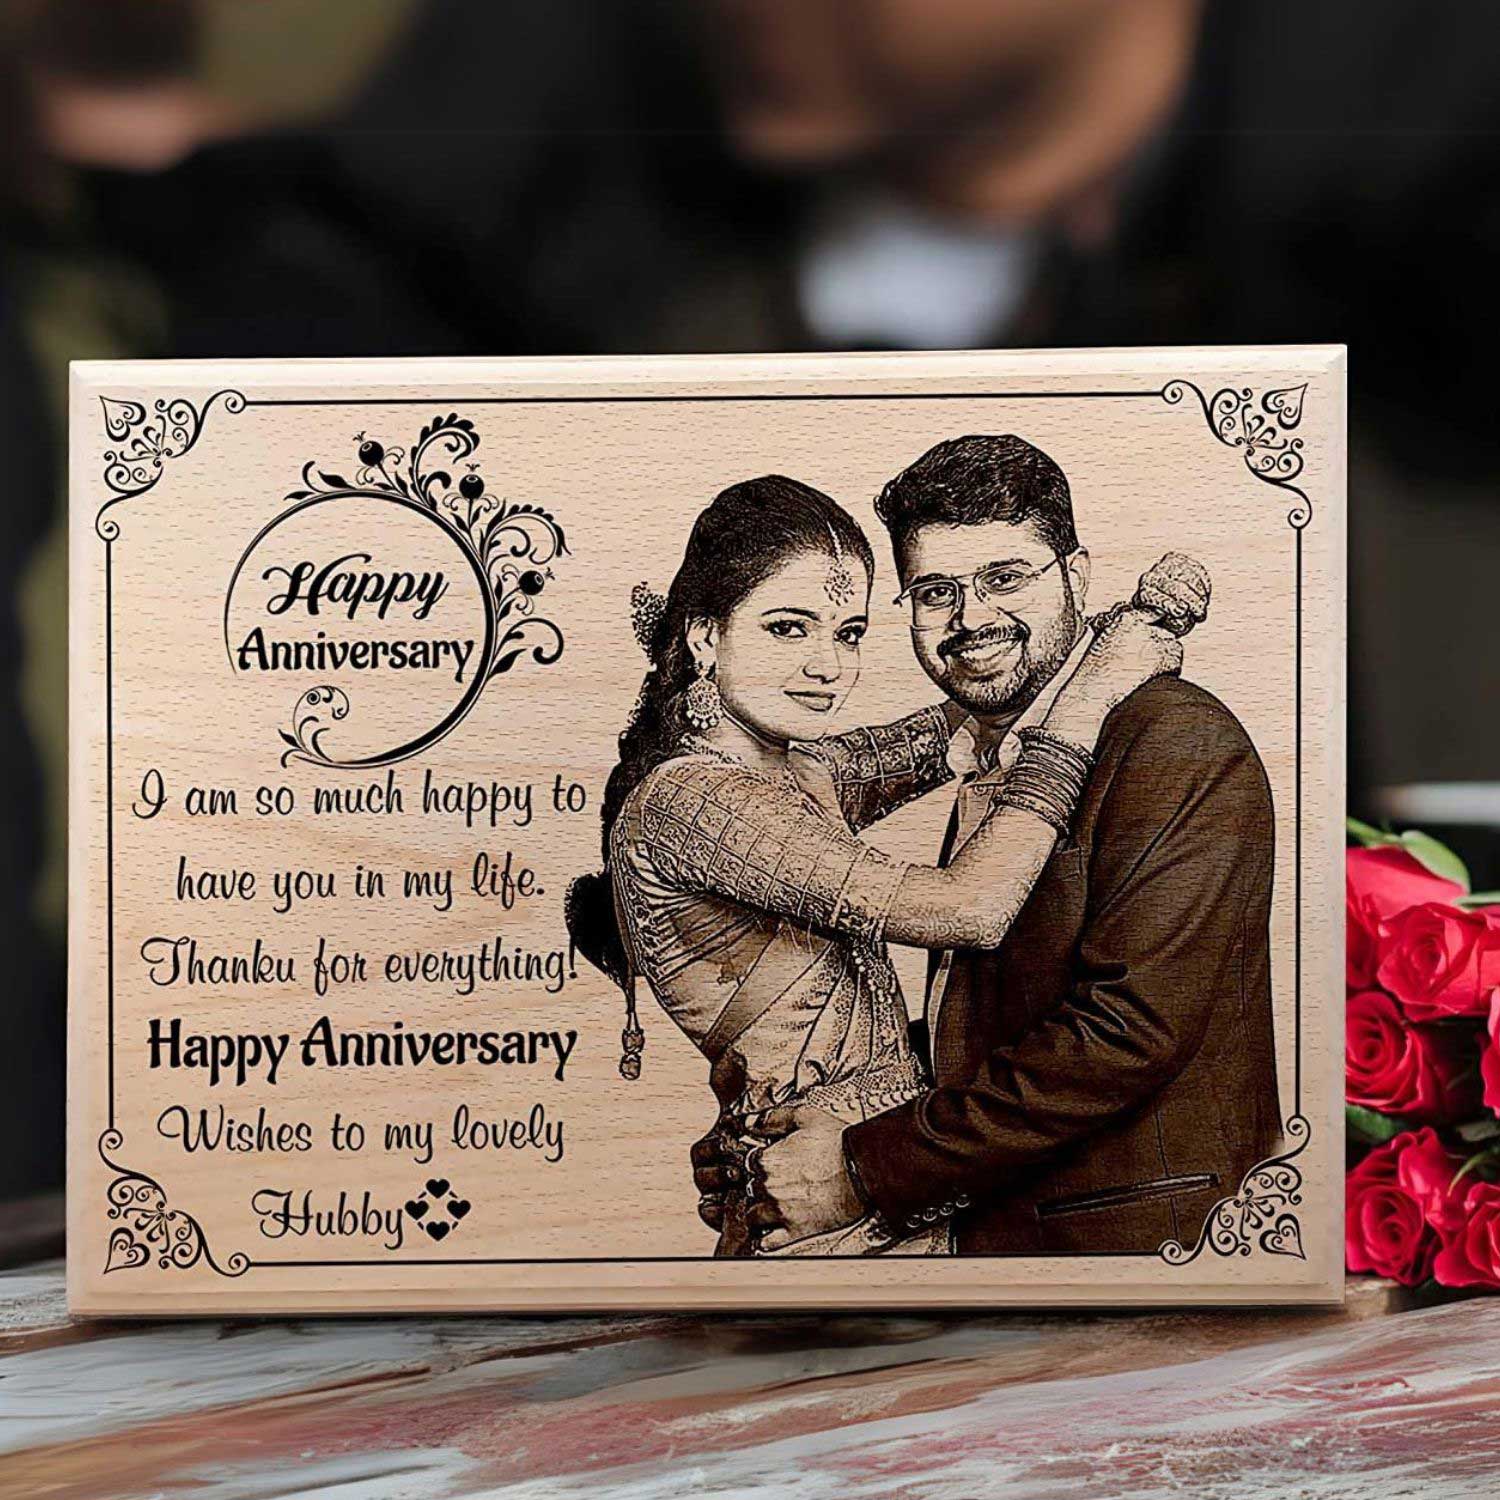 Happy
Anniversary
I am so much happy to
have you in my life.
Thanku for everything!
Happy Anniversary
Wishes to my lovely
Hubby